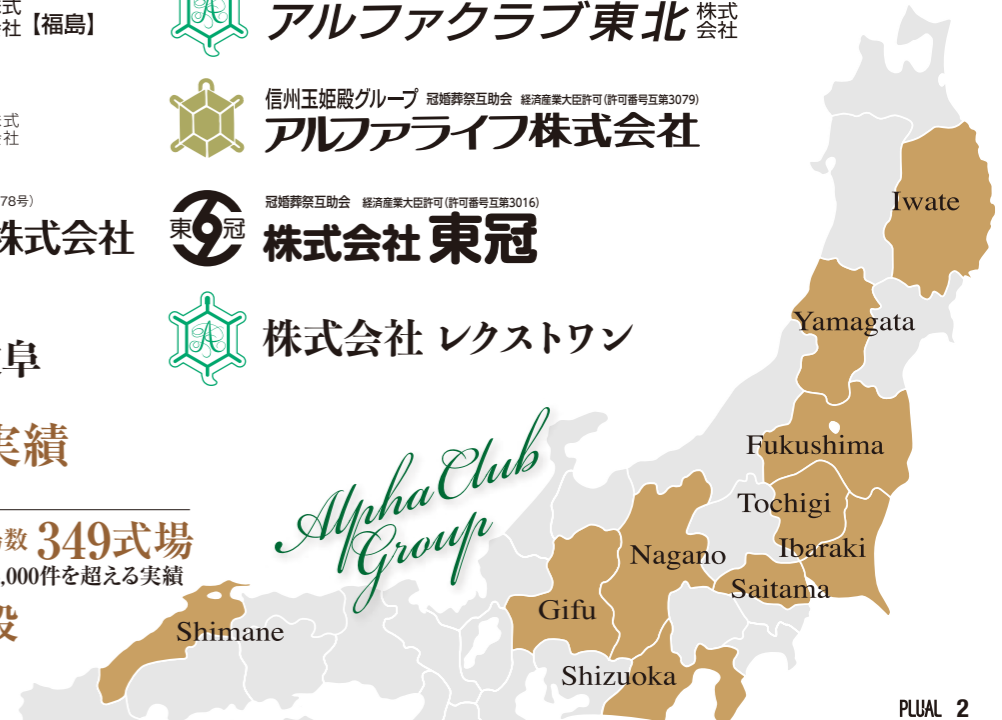 式
会社【福島】
アルファクラブ東北 株式会社
信州玉姫殿グループ 冠婚葬祭互助会 経済産業大臣許可(許可番号互第3079)
アルファライフ株式会社
式
会社
78号)
株式会社
冠婚葬祭互助会 経済産業大臣許可(許可番号互第3016)
東冠
株式会社 東冠
株式会社 レクストワン
阜
実績
数 349式場
,000件を超える実績
設
Alpha Club
Group
Iwate
Yamagata
Fukushima
Tochigi
Ibaraki
Nagano
Saitama
Gifu
Shimane
Shizuoka
PLUAL 2